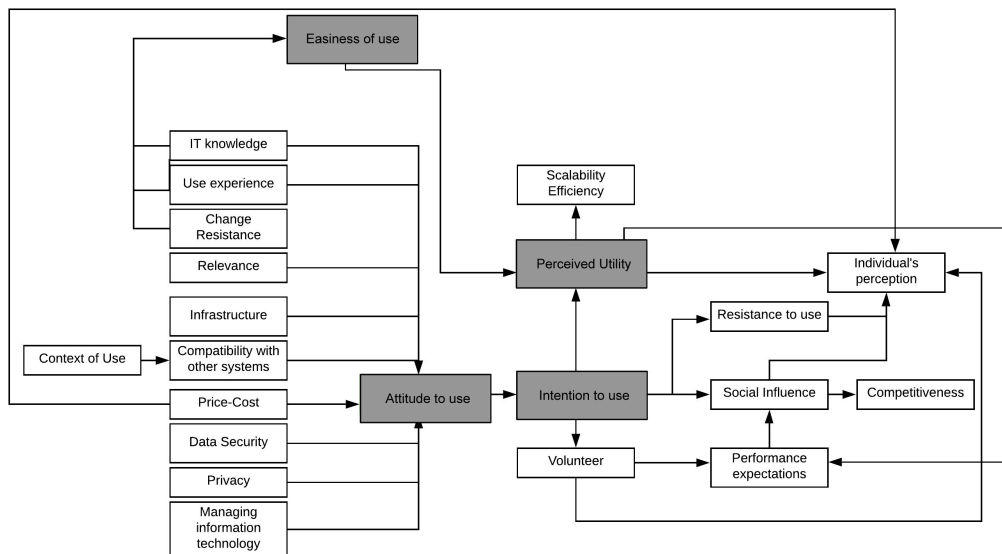 Easiness of use
IT knowledge
Use experience
Change
Resistance
Relevance
Infrastructure
Context of Use
Compatibility with
other systems
Price-Cost
Data Security
Privacy
Managing
information
technology
Attitude to use
Scalability
Efficiency
Perceived Utility
Intention to use
Volunteer
Individual's
perception
Resistance to use
Social Influence
Competitiveness
Performance
expectations